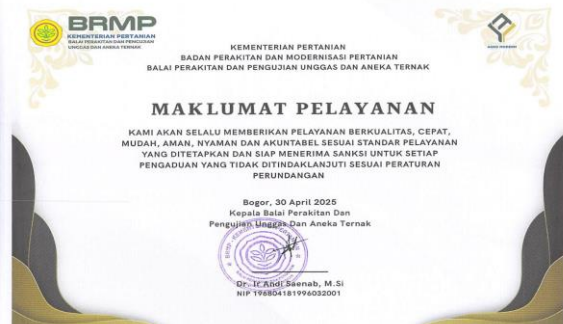 BRMP
KEMENTERIAN PERTANIAN
BALAI PERAKITAN DAN PENGUJIAN
UNGGAS DAN ANEKA TERNAK
KEMENTERIAN PERTANIAN
BADAN PERAKITAN DAN MODERNISASI PERTANIAN
BALAI PERAKITAN DAN PENGUJIAN UNGGAS DAN ANEKA TERNAK
MAKLUMAT PELAYANAN
KAMI AKAN SELALU MEMBERIKAN PELAYANAN BERKUALITAS, CEPAT,
MUDAH, AMAN, NYAMAN DAN AKUNTABEL SESUAI STANDAR PELAYANAN
YANG DITETAPKAN DAN SIAP MENERIMA SANKSI UNTUK SETIAP
PENGADUAN YANG TIDAK DITINDAKLANJUTI SESUAI PERATURAN
PERUNDANGAN
Bogor, 30 April 2025
Kepala Balai Perakitan Dan
Pengujian Unggas Dan Aneka Ternak
Dr. Ir Andi Saenab, M.Si
NIP 196804181996032001